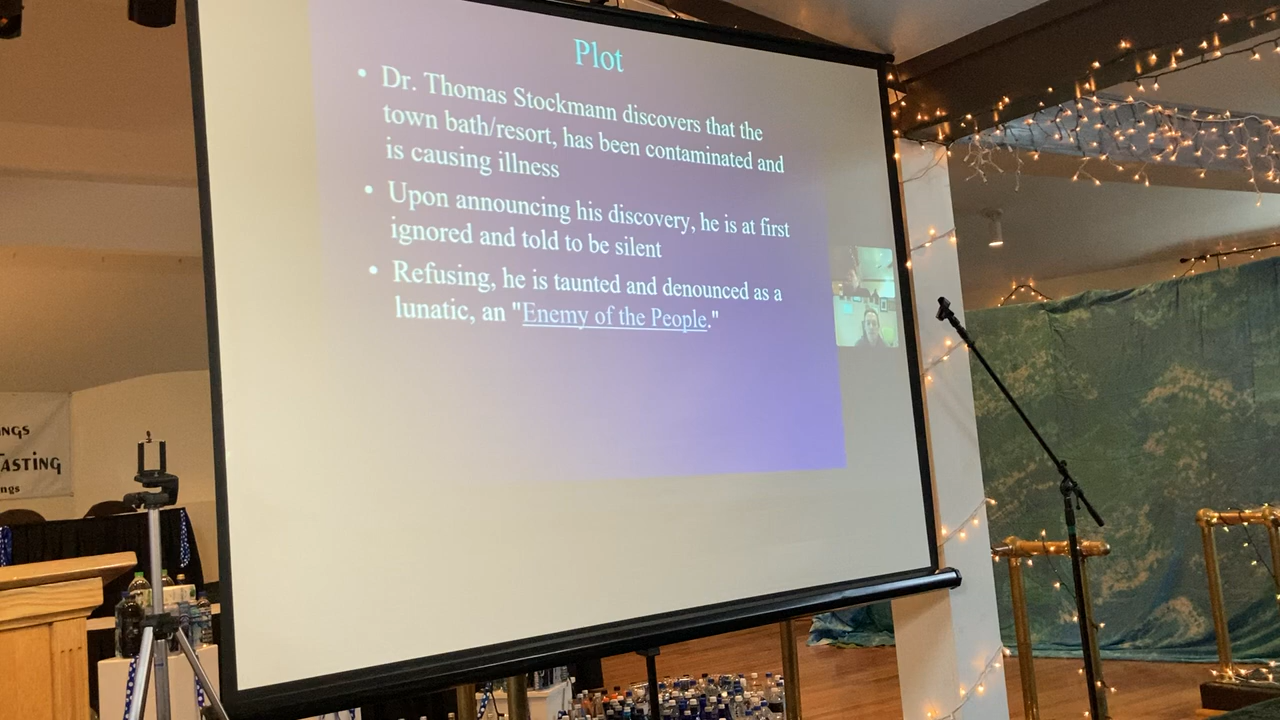 Plot
• Dr. Thomas Stockmann discovers that the
town bath/resort, has been contaminated and
is causing illness
• Upon announcing his discovery, he is at first
ignored and told to be silent
• Refusing, he is taunted and denounced as a
lunatic, an "Enemy of the People."
NGS
ASTING
ngs